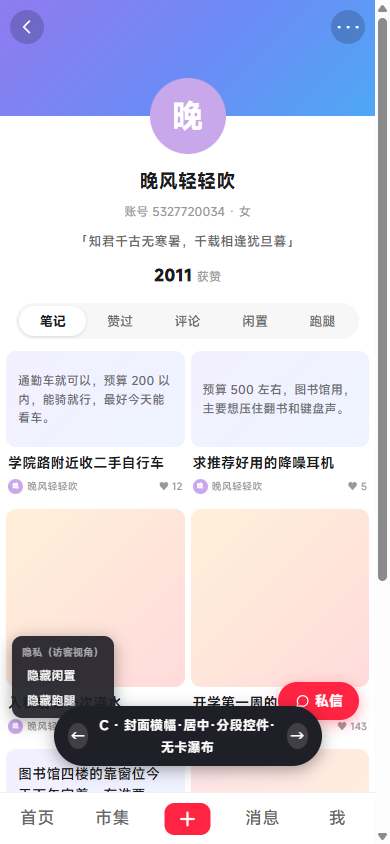 晚
晚风轻轻吹
账号 5327720034 · 女
「知君千古无寒暑，千载相逢犹旦暮」
2011 获赞
笔记 赞过 评论 闲置 跑腿
通勤车就可以，预算 200 以
内，能骑就行，最好今天能
看车。
学院路附近收二手自行车
晚 晚风轻轻吹 ♥ 12
预算 500 左右，图书馆用，
主要想压住翻书和键盘声。
求推荐好用的降噪耳机
晚 晚风轻轻吹 ♥ 5
隐私（访客视角）
隐藏闲置
隐藏跑腿
次浇水
晚 晚风
开学第一周的
♥ 143
私信
← C · 封面横幅·居中·分段控件· →
无卡瀑布
图书馆四楼的靠窗位今
首页 市集 + 消息 我